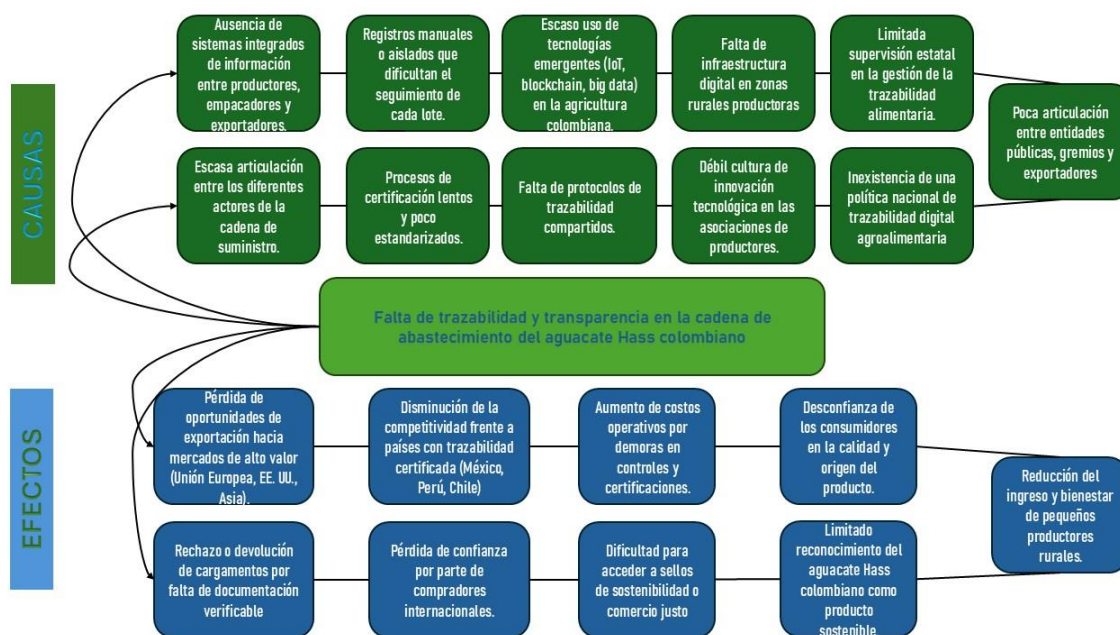 CAUSAS
Ausencia de
sistemas integrados
de información
entre productores,
empacadores y
exportadores.
Registros manuales
o aislados que
dificultan el
seguimiento de
cada lote.
Escaso uso de
tecnologías
emergentes (IoT,
blockchain, big data)
en la agricultura
colombiana.
Falta de
infraestructura
digital en zonas
rurales productoras
Limitada
supervisión estatal
en la gestión de la
trazabilidad
alimentaria.
Poca articulación
entre entidades
públicas, gremios y
exportadores
Escasa articulación
entre los diferentes
actores de la
cadena de
suministro.
Procesos de
certificación lentos
y poco
estandarizados.
Falta de protocolos de
trazabilidad
compartidos.
Débil cultura de
innovación
tecnológica en las
asociaciones de
productores.
Inexistencia de una
política nacional
de trazabilidad digital
agroalimentaria
Falta de trazabilidad y transparencia en la cadena de
abastecimiento del aguacate Hass colombiano
EFECTOS
Pérdida de
oportunidades de
exportación hacia
mercados de alto valor
(Unión Europea, EE. UU.,
Asia).
Disminución de la
competitividad frente a
países con trazabilidad
certificada (México,
Perú, Chile)
Aumento de costos
operativos por
demoras en
controles y
certificaciones.
Desconfianza de
los consumidores
en la calidad y
origen del
producto.
Reducción del
ingreso y bienestar
de pequeños
productores
rurales.
Rechazo o devolución
de cargamentos por
falta de documentación
verificable
Pérdida de confianza
por parte de
compradores
internacionales.
Dificultad para
acceder a sellos
de sostenibilidad o
comercio justo
Limitado
reconocimiento del
aguacate Hass
colombiano como
producto
sostenible